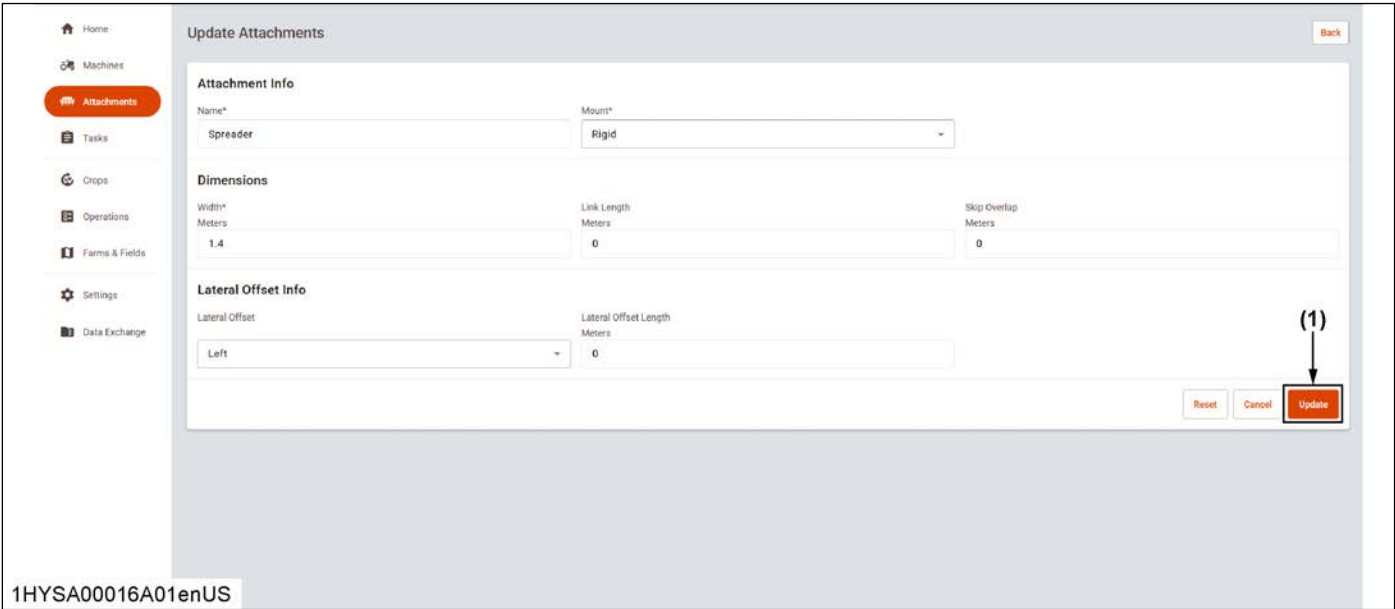 Home
Machines
Attachments
Tasks
Crops
Operations
Farms & Fields
Settings
Data Exchange
Update Attachments
Back
Attachment Info
Name* Mount*
Spreader Rigid
Dimensions
Width* Link Length Skip Overlap
Meters Meters Meters
1.4 0 0
Lateral Offset Info
Lateral Offset Lateral Offset Length
Meters
Left 0
(1)
Reset Cancel Update
1HYSA00016A01enUS